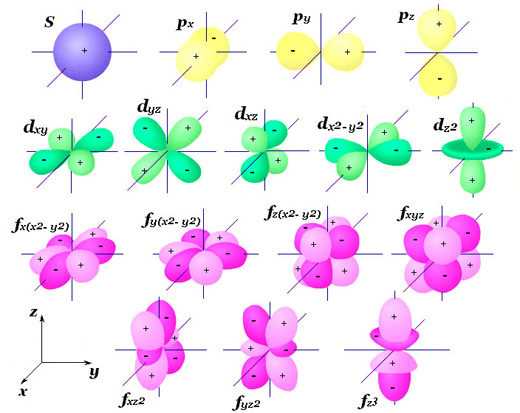 s px py pz
+ - + - + + -
dxy dyz dxz dx2-y2 dz2
+ - - + - + + - - + + - + + - - + + - +
fx(x2-y2) fy(x2-y2) fz(x2-y2) fxyz
+ - + - + + - + - + - + - + + - + - +
z
y
x
+ + - + - + - + - + - + -
fxz2 fyz2 fz3